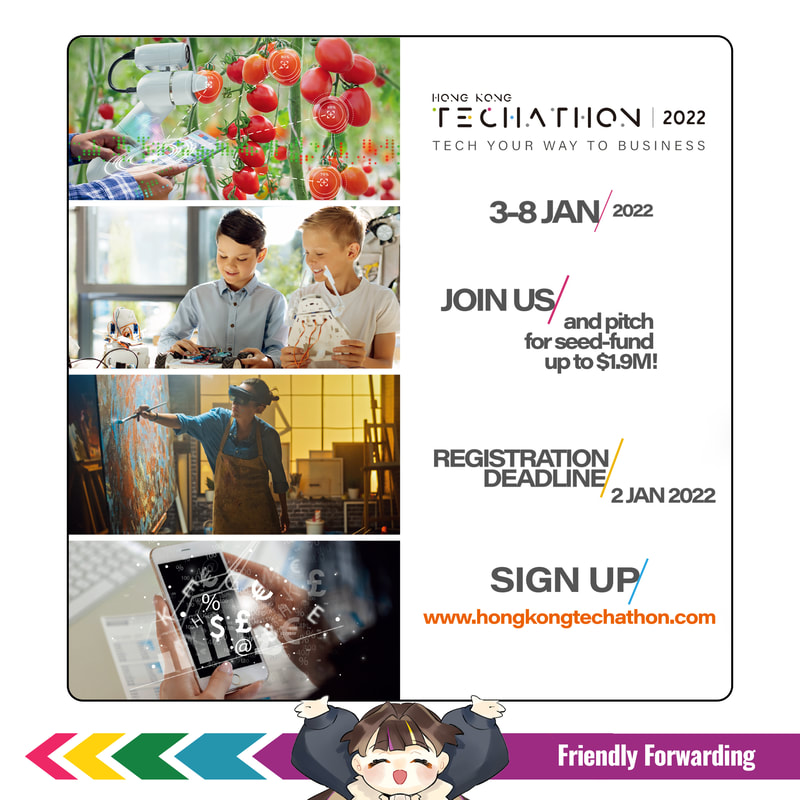 HONG KONG
TECHATHON | 2022
TECH YOUR WAY TO BUSINESS
3-8 JAN/ 2022
JOIN US/
and pitch
for seed-fund
up to $1.9M!
REGISTRATION
DEADLINE/
2 JAN 2022
SIGN UP/
www.hongkongtechathon.com
Friendly Forwarding